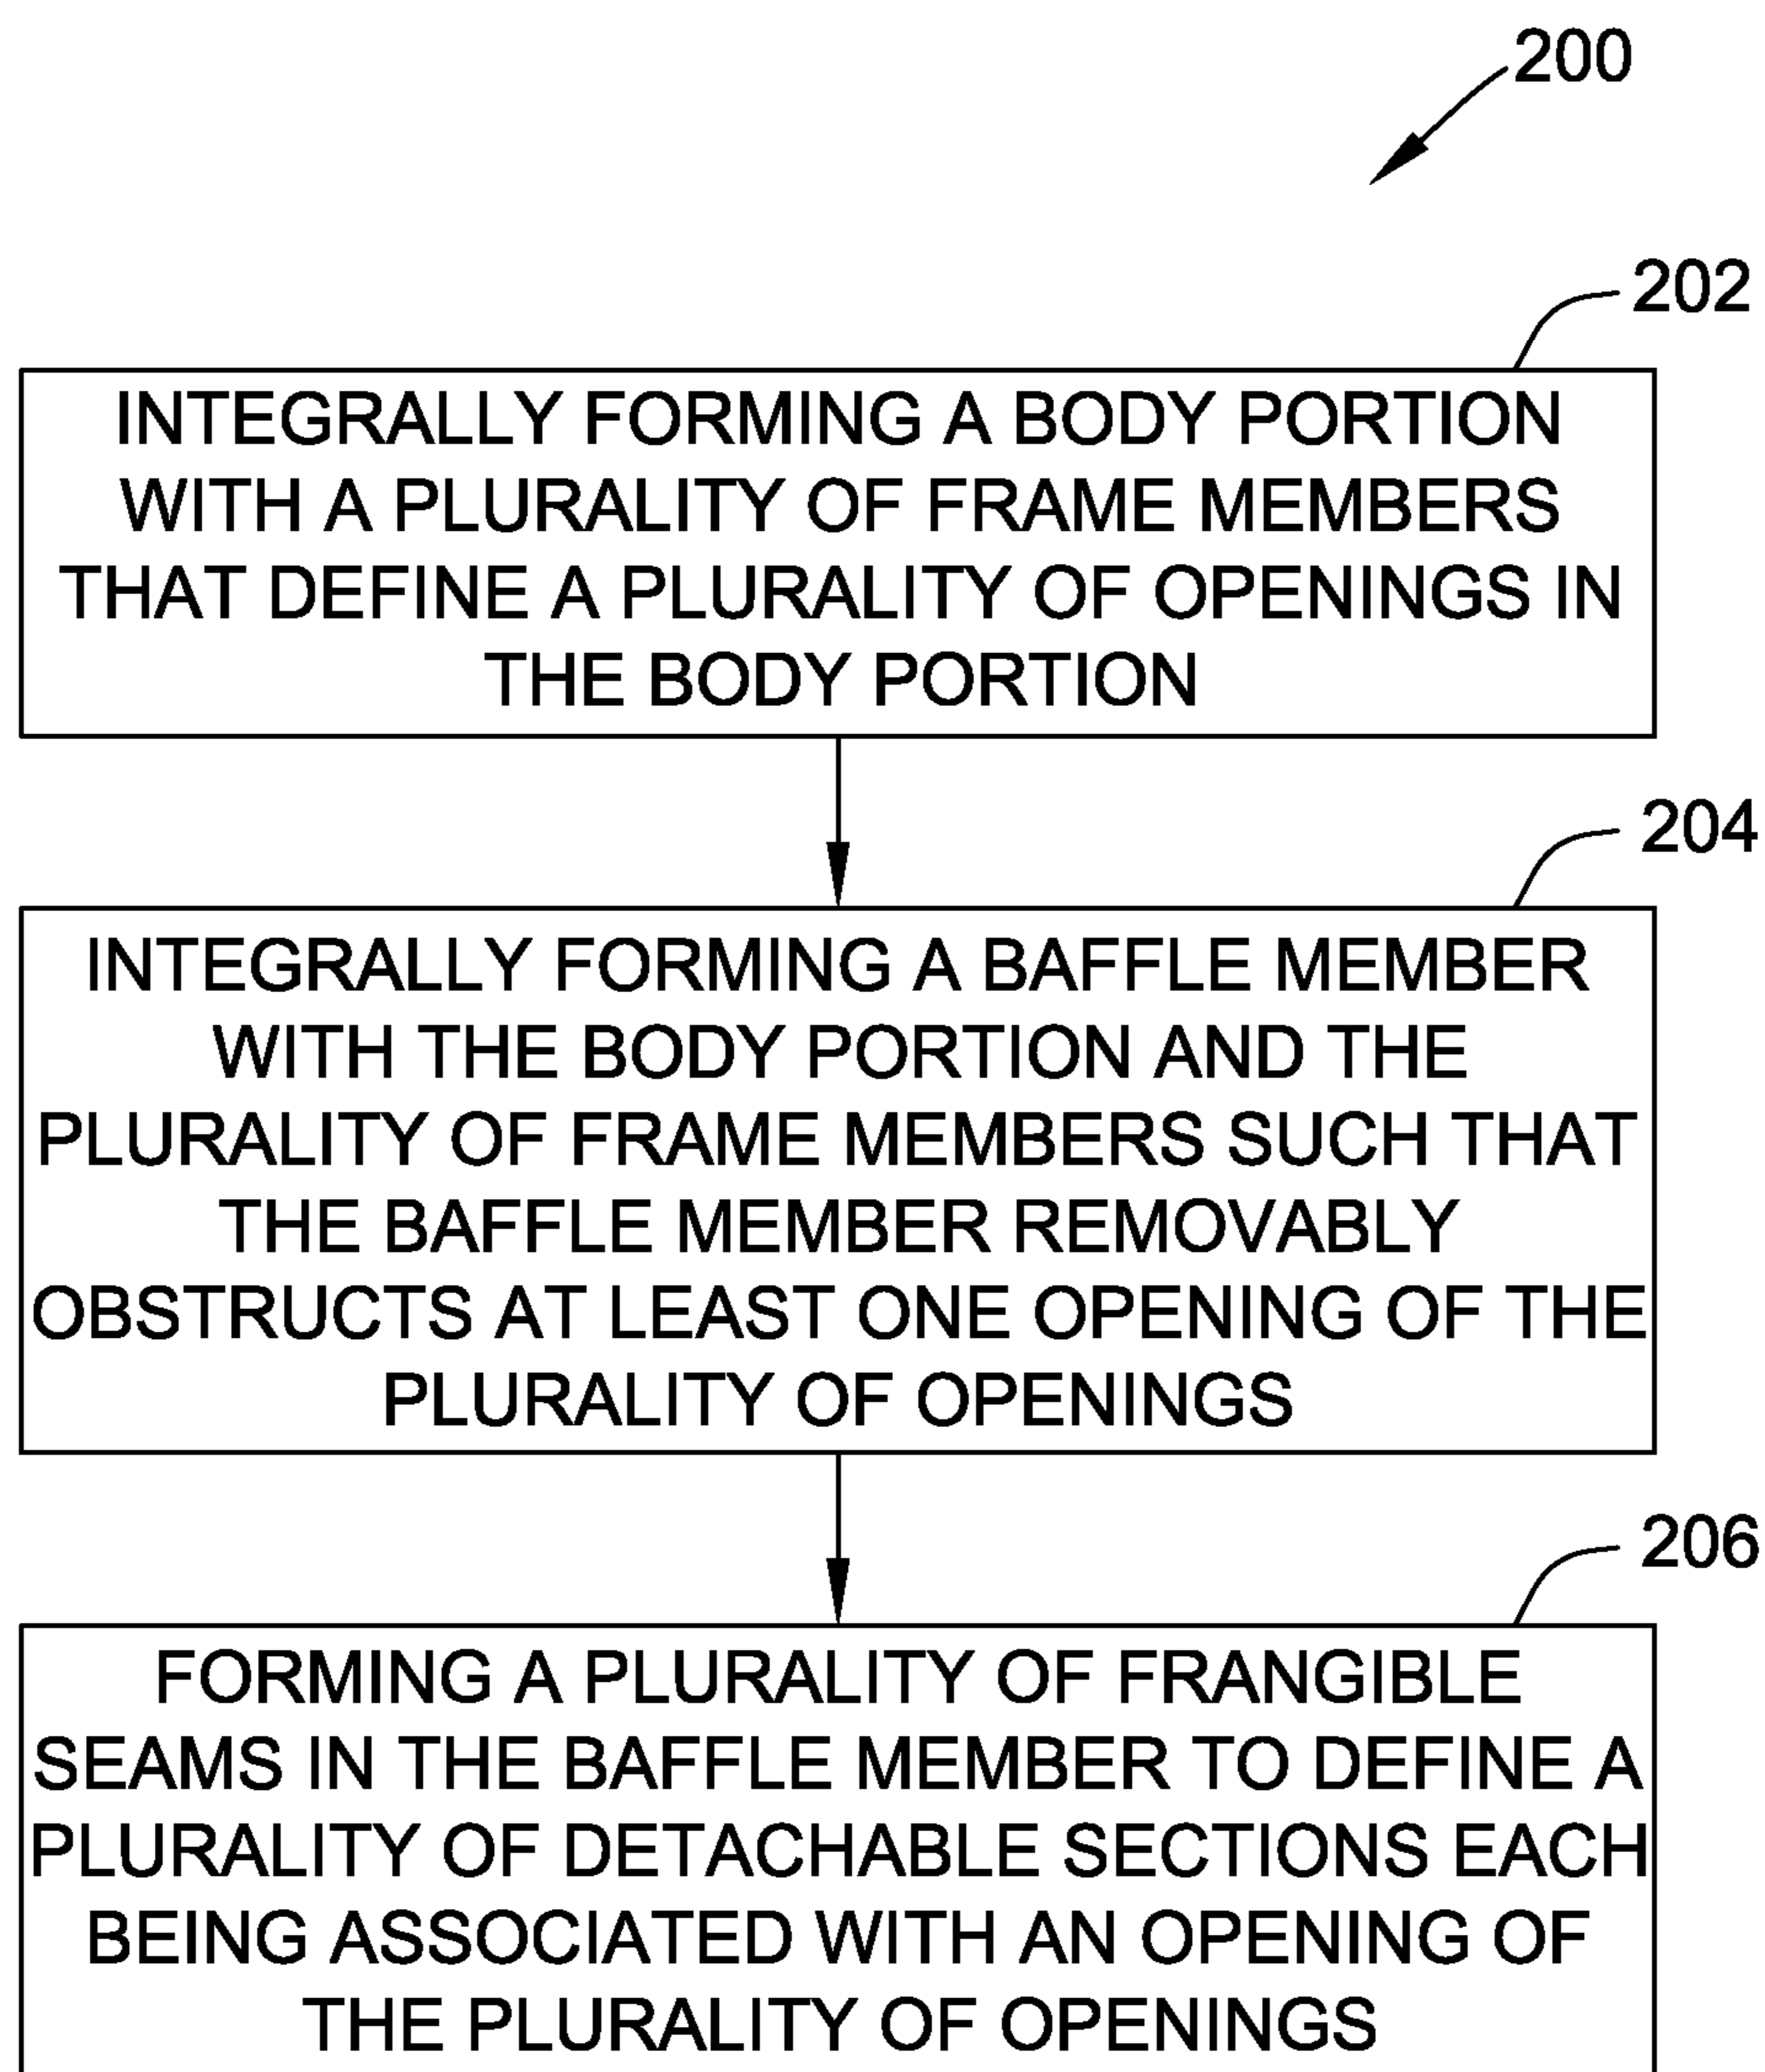 200
202
INTEGRALLY FORMING A BODY PORTION
WITH A PLURALITY OF FRAME MEMBERS
THAT DEFINE A PLURALITY OF OPENINGS IN
THE BODY PORTION
204
INTEGRALLY FORMING A BAFFLE MEMBER
WITH THE BODY PORTION AND THE
PLURALITY OF FRAME MEMBERS SUCH THAT
THE BAFFLE MEMBER REMOVABLY
OBSTRUCTS AT LEAST ONE OPENING OF THE
PLURALITY OF OPENINGS
206
FORMING A PLURALITY OF FRANGIBLE
SEAMS IN THE BAFFLE MEMBER TO DEFINE A
PLURALITY OF DETACHABLE SECTIONS EACH
BEING ASSOCIATED WITH AN OPENING OF
THE PLURALITY OF OPENINGS